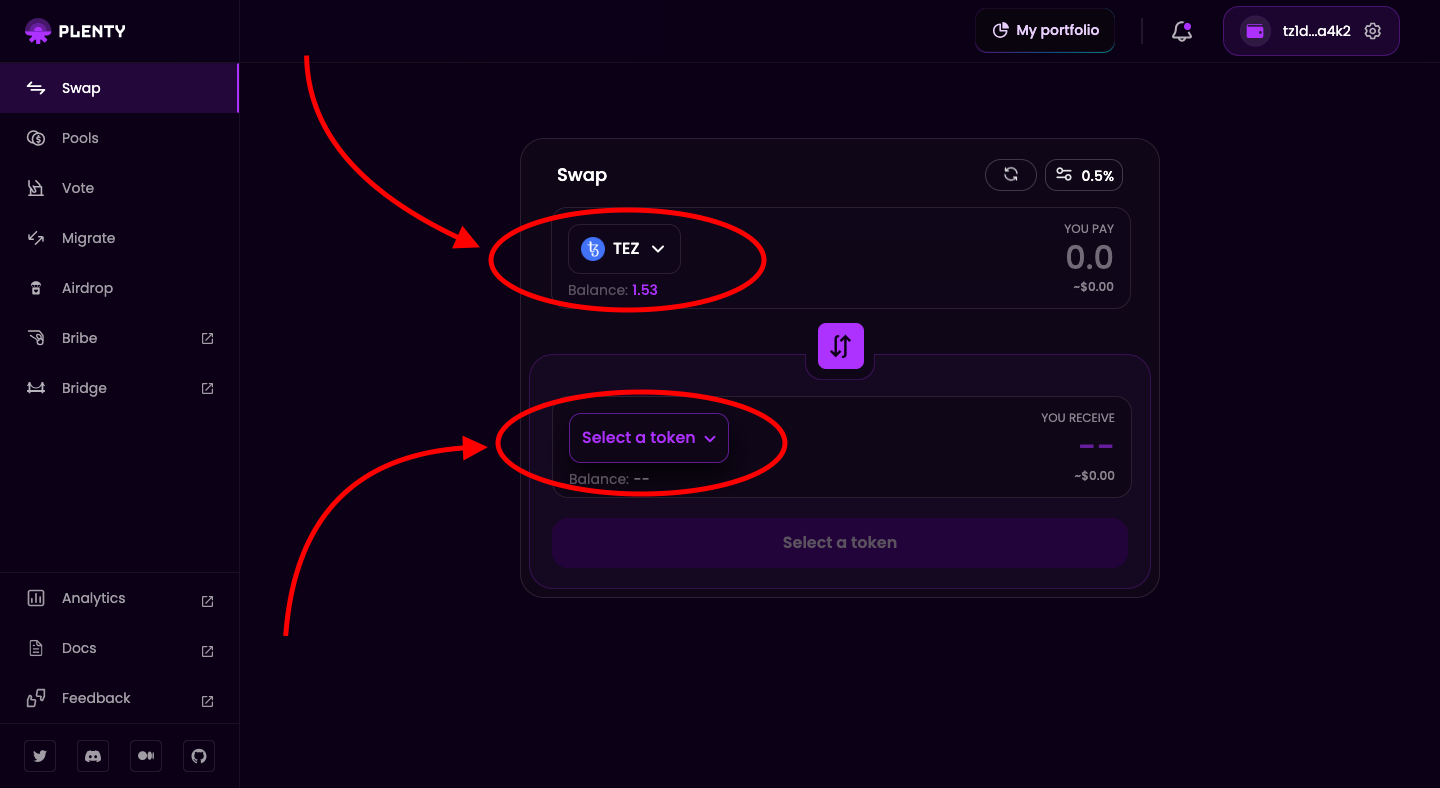 PLENTY
My portfolio
tz1d...a4k2
Swap
Pools
Vote
Migrate
Airdrop
Bribe
Bridge
Analytics
Docs
Feedback
Swap
0.5%
TEZ
YOU PAY
0.0
Balance: 1.53
~$0.00
Select a token
YOU RECEIVE
--
Balance: --
~$0.00
Select a token